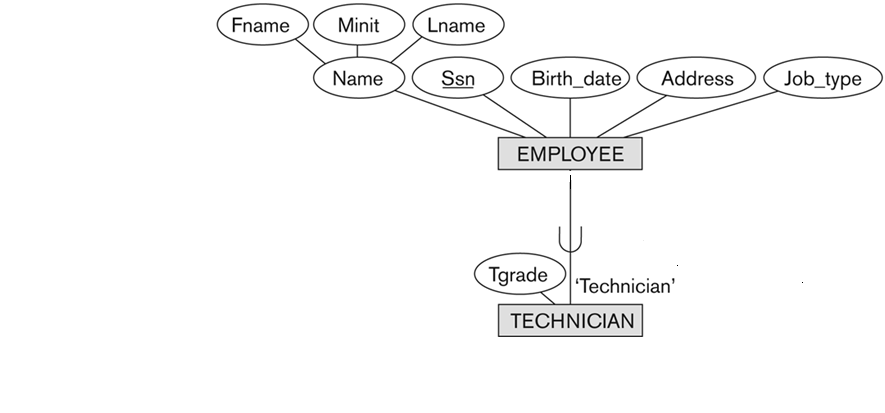 Fname Minit Lname
Name Ssn Birth_date Address Job_type
EMPLOYEE
Tgrade
‘Technician’
TECHNICIAN